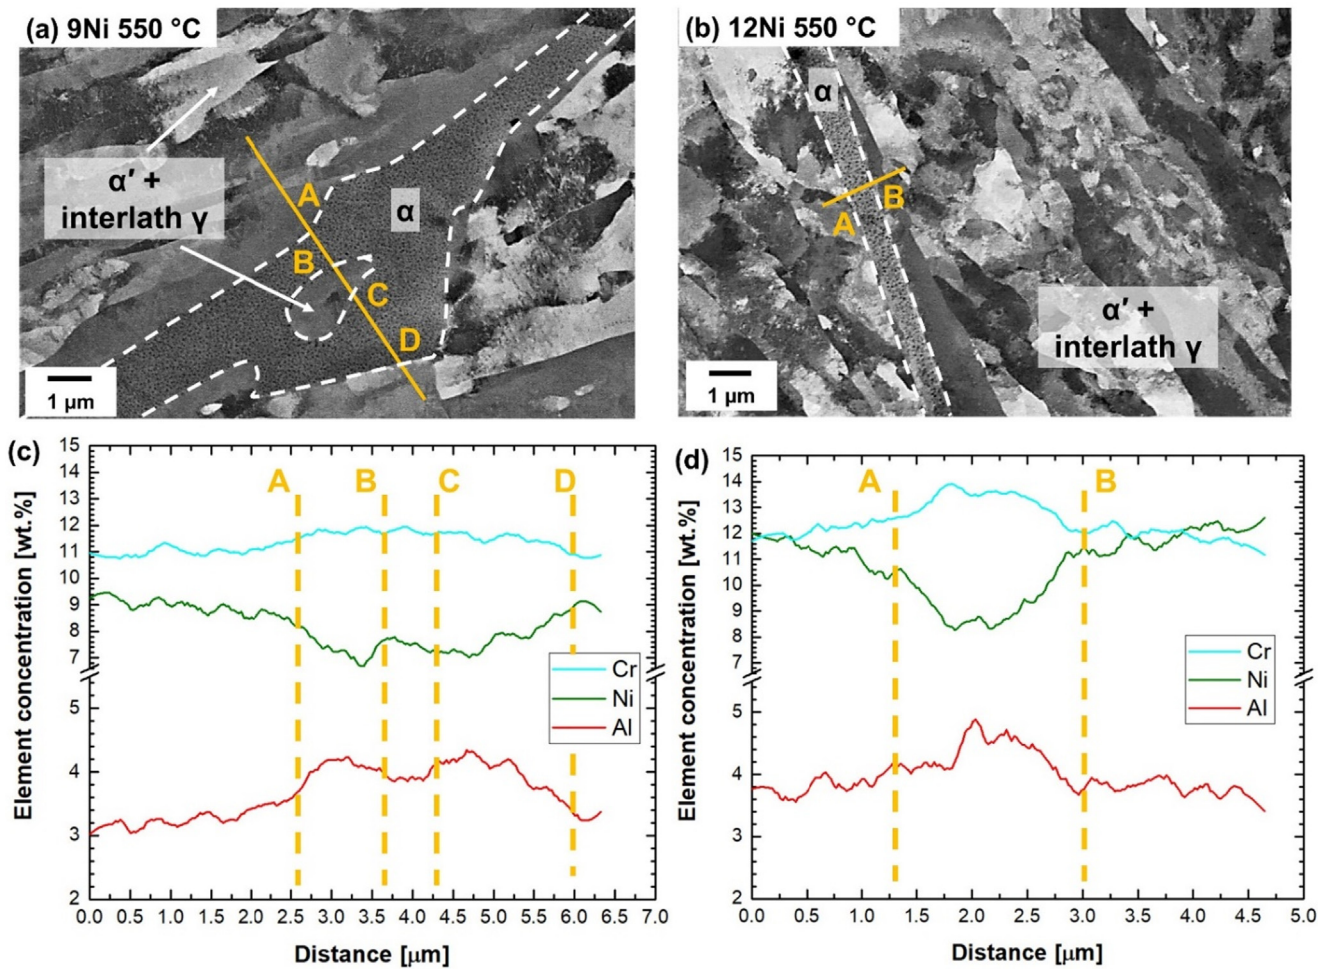 (a) 9Ni 550 °C
α′ +
interlath γ
α
A
B
C
D
1 µm
(b) 12Ni 550 °C
α
A
B
α′ +
interlath γ
1 µm
(c)
Element concentration [wt.%]
15
14
13
12
11
10
9
8
7
5
4
3
2
A
B
C
D
Cr
Ni
Al
0.0 0.5 1.0 1.5 2.0 2.5 3.0 3.5 4.0 4.5 5.0 5.5 6.0 6.5 7.0
Distance [µm]
(d)
Element concentration [wt.%]
15
14
13
12
11
10
9
8
7
5
4
3
2
A
B
Cr
Ni
Al
0.0 0.5 1.0 1.5 2.0 2.5 3.0 3.5 4.0 4.5 5.0
Distance [µm]